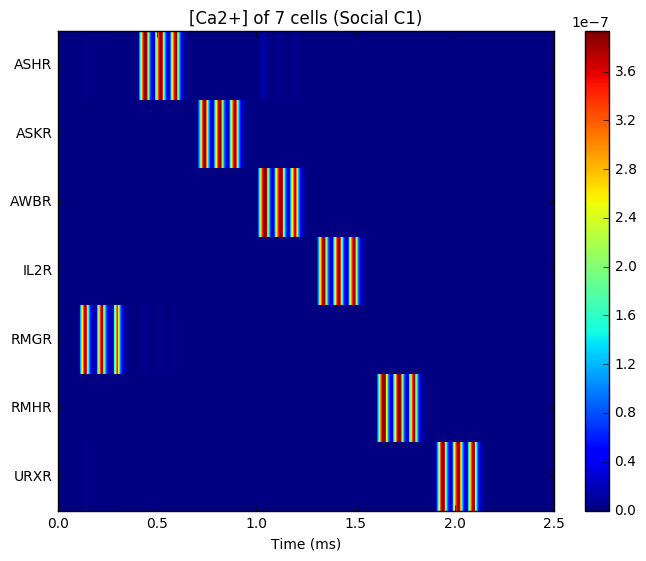 [Ca2+] of 7 cells (Social C1)
1e−7
ASHR
ASKR
AWBR
IL2R
RMGR
RMHR
URXR
3.6
3.2
2.8
2.4
2.0
1.6
1.2
0.8
0.4
0.0
0.0 0.5 1.0 1.5 2.0 2.5
Time (ms)